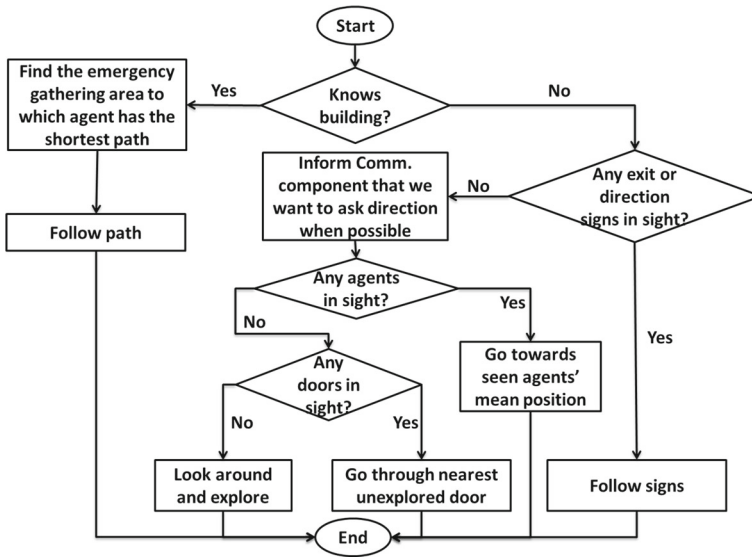 Start
Find the emergency
gathering area to
which agent has the
shortest path
Yes
Knows
building?
No
Inform Comm.
component that we
want to ask direction
when possible
No
Any exit or
direction
signs in sight?
Follow path
Any agents
in sight?
No
Yes
Yes
Any
doors in
sight?
Go towards
seen agents'
mean position
No
Yes
Look around
and explore
Go through nearest
unexplored door
Follow signs
End